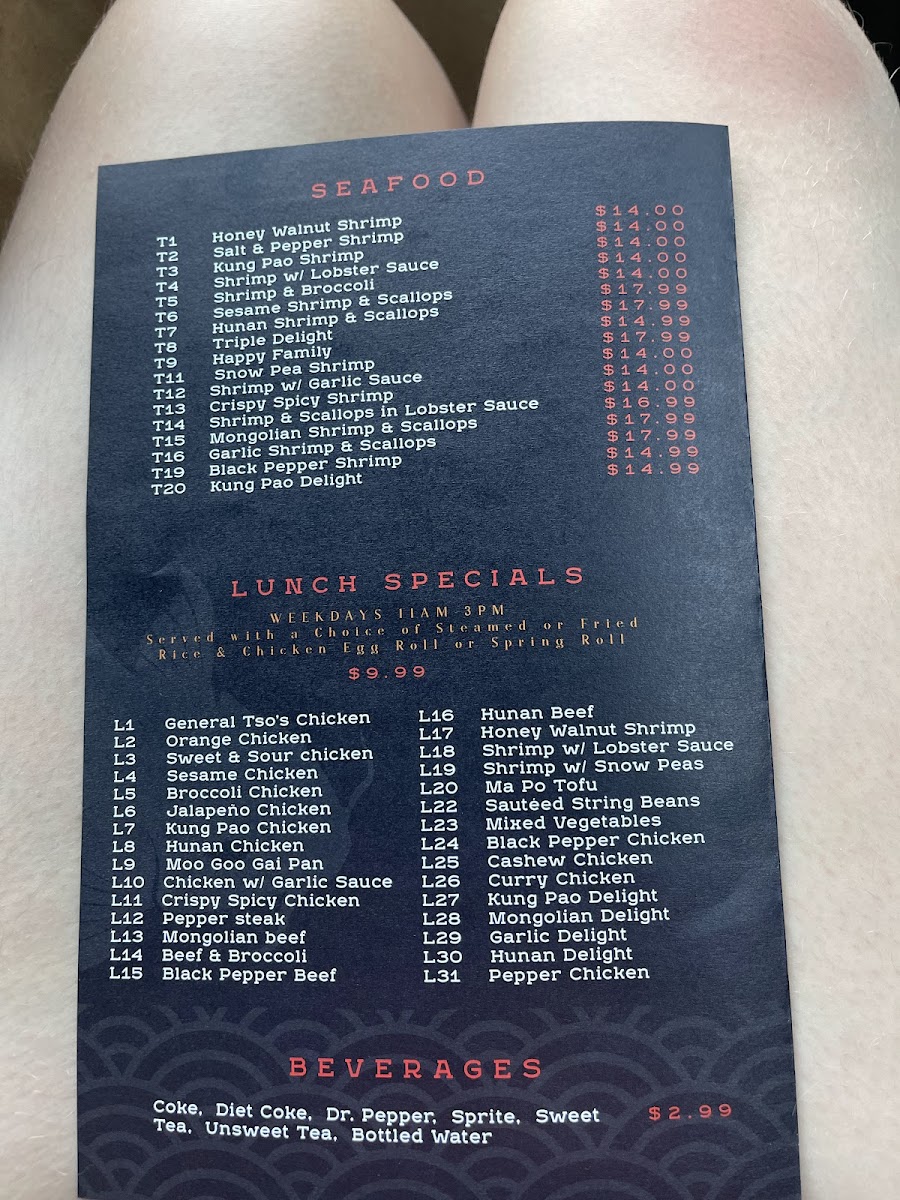 SEAFOOD
T1 Honey Walnut Shrimp $14.00
T2 Salt & Pepper Shrimp $14.00
T3 Kung Pao Shrimp $14.00
T4 Shrimp w/ Lobster Sauce $14.00
T5 Shrimp & Broccoli $14.00
T6 Sesame Shrimp & Scallops $17.99
T7 Hunan Shrimp & Scallops $17.99
T8 Triple Delight $14.99
T9 Happy Family $17.99
T11 Snow Pea Shrimp $14.00
T12 Shrimp w/ Garlic Sauce $14.00
T13 Crispy Spicy Shrimp $14.00
T14 Shrimp & Scallops in Lobster Sauce $16.99
T15 Mongolian Shrimp & Scallops $17.99
T16 Garlic Shrimp & Scallops $17.99
T19 Black Pepper Shrimp $14.99
T20 Kung Pao Delight $14.99
LUNCH SPECIALS
WEEKDAYS 11AM-3PM
Served with a Choice of Steamed or Fried
Rice & Chicken Egg Roll or Spring Roll
$9.99
L1 General Tso's Chicken
L2 Orange Chicken
L3 Sweet & Sour chicken
L4 Sesame Chicken
L5 Broccoli Chicken
L6 Jalapeño Chicken
L7 Kung Pao Chicken
L8 Hunan Chicken
L9 Moo Goo Gai Pan
L10 Chicken w/ Garlic Sauce
L11 Crispy Spicy Chicken
L12 Pepper steak
L13 Mongolian beef
L14 Beef & Broccoli
L15 Black Pepper Beef
L16 Hunan Beef
L17 Honey Walnut Shrimp
L18 Shrimp w/ Lobster Sauce
L19 Shrimp w/ Snow Peas
L20 Ma Po Tofu
L22 Sautéed String Beans
L23 Mixed Vegetables
L24 Black Pepper Chicken
L25 Cashew Chicken
L26 Curry Chicken
L27 Kung Pao Delight
L28 Mongolian Delight
L29 Garlic Delight
L30 Hunan Delight
L31 Pepper Chicken
BEVERAGES
Coke, Diet Coke, Dr. Pepper, Sprite, Sweet $2.99
Tea, Unsweet Tea, Bottled Water